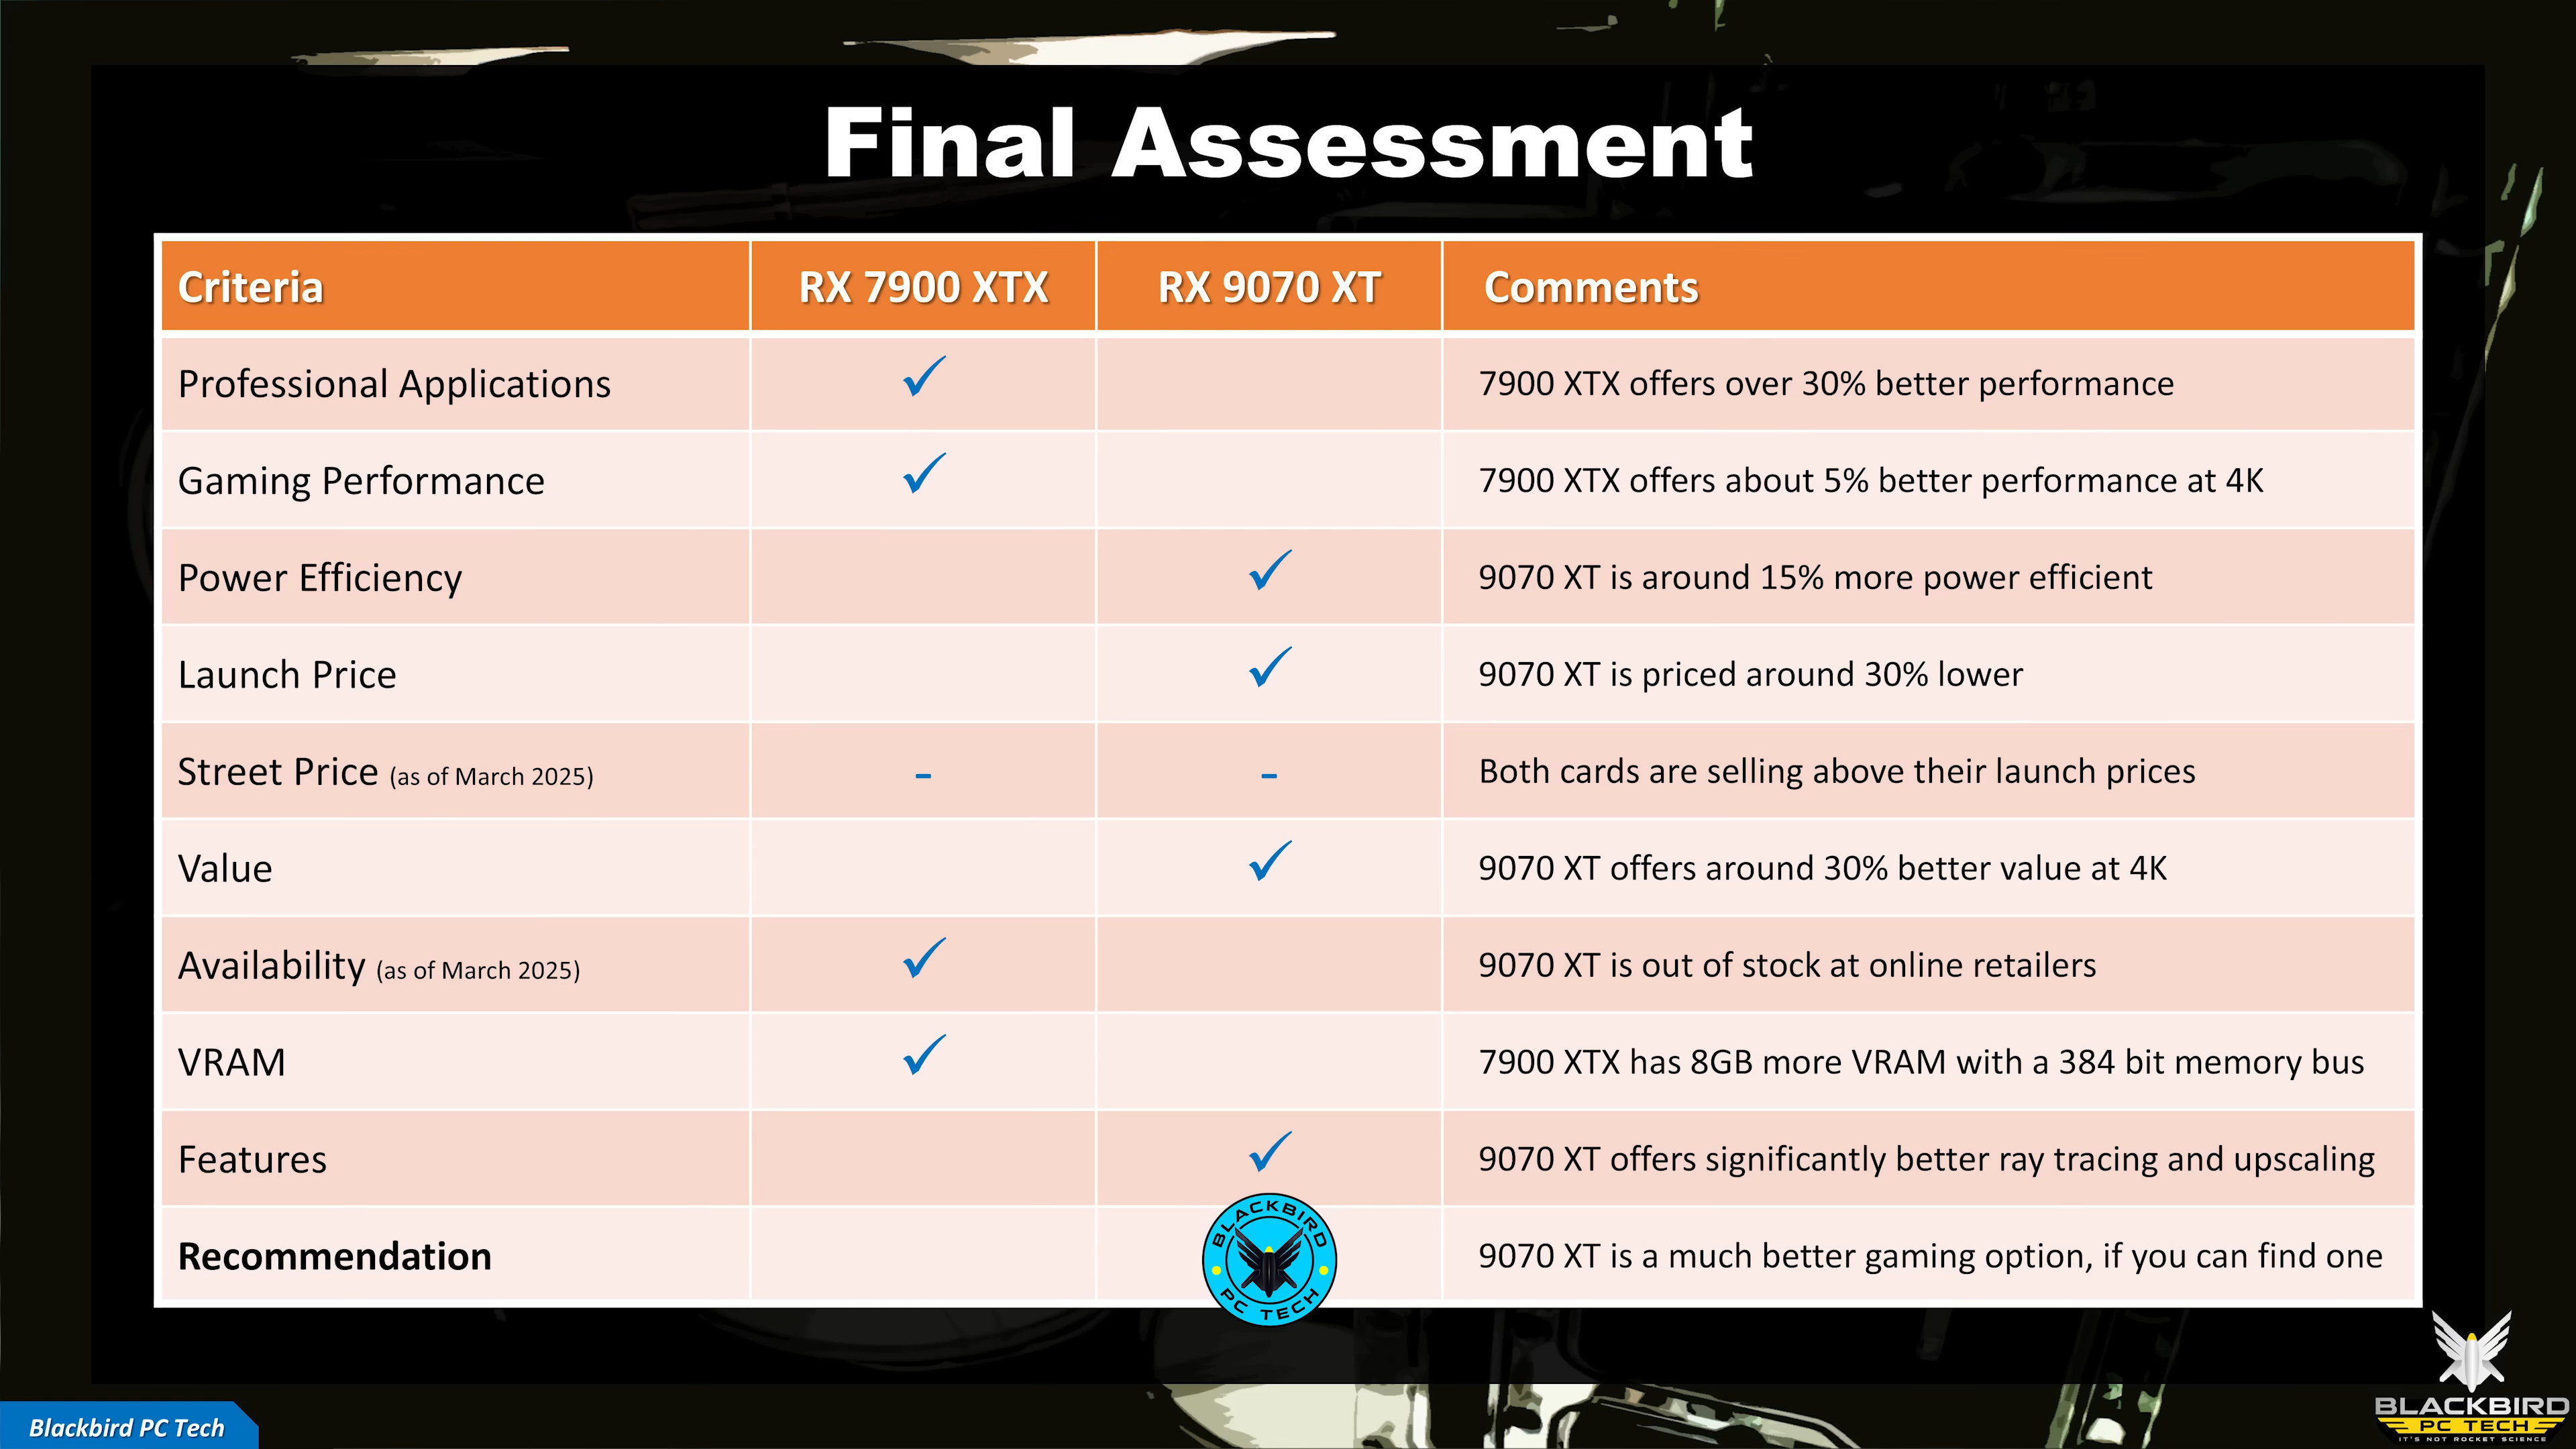 Final Assessment
Criteria RX 7900 XTX RX 9070 XT Comments
Professional Applications ✓ 7900 XTX offers over 30% better performance
Gaming Performance ✓ 7900 XTX offers about 5% better performance at 4K
Power Efficiency ✓ 9070 XT is around 15% more power efficient
Launch Price ✓ 9070 XT is priced around 30% lower
Street Price (as of March 2025) - - Both cards are selling above their launch prices
Value ✓ 9070 XT offers around 30% better value at 4K
Availability (as of March 2025) ✓ 9070 XT is out of stock at online retailers
VRAM ✓ 7900 XTX has 8GB more VRAM with a 384 bit memory bus
Features ✓ 9070 XT offers significantly better ray tracing and upscaling
Recommendation BLACKBIRD PC TECH 9070 XT is a much better gaming option, if you can find one
Blackbird PC Tech
BLACKBIRD
PC TECH
IT'S NOT ROCKET SCIENCE